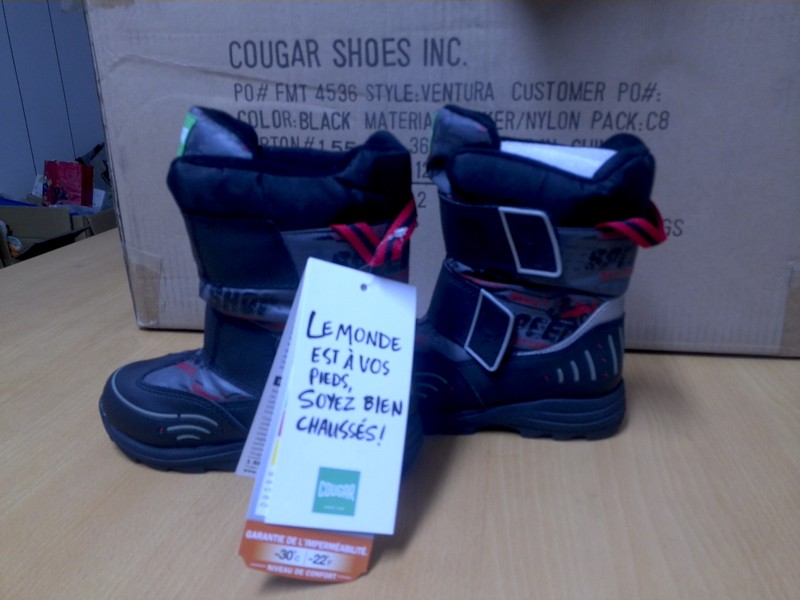 COUGAR SHOES INC.
PO# FMT 4536 STYLE:VENTURA CUSTOMER PO#:
COLOR:BLACK /NYLON PACK:C8
LE MONDE
EST À VOS
PIEDS,
SOYEZ BIEN
CHAUSSÉS!
COUGAR
GARANTIE DE L'IMPERMÉABILITÉ.
-30°C -22°F
NIVEAU DE CONFORT